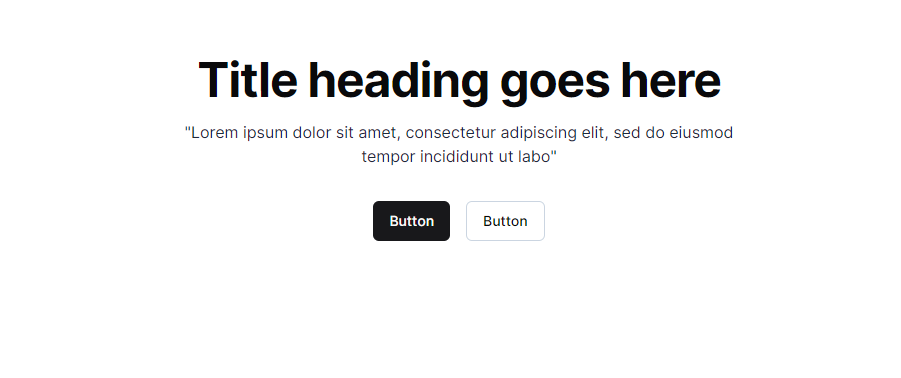 Title heading goes here
"Lorem ipsum dolor sit amet, consectetur adipiscing elit, sed do eiusmod
tempor incididunt ut labo"
Button
Button